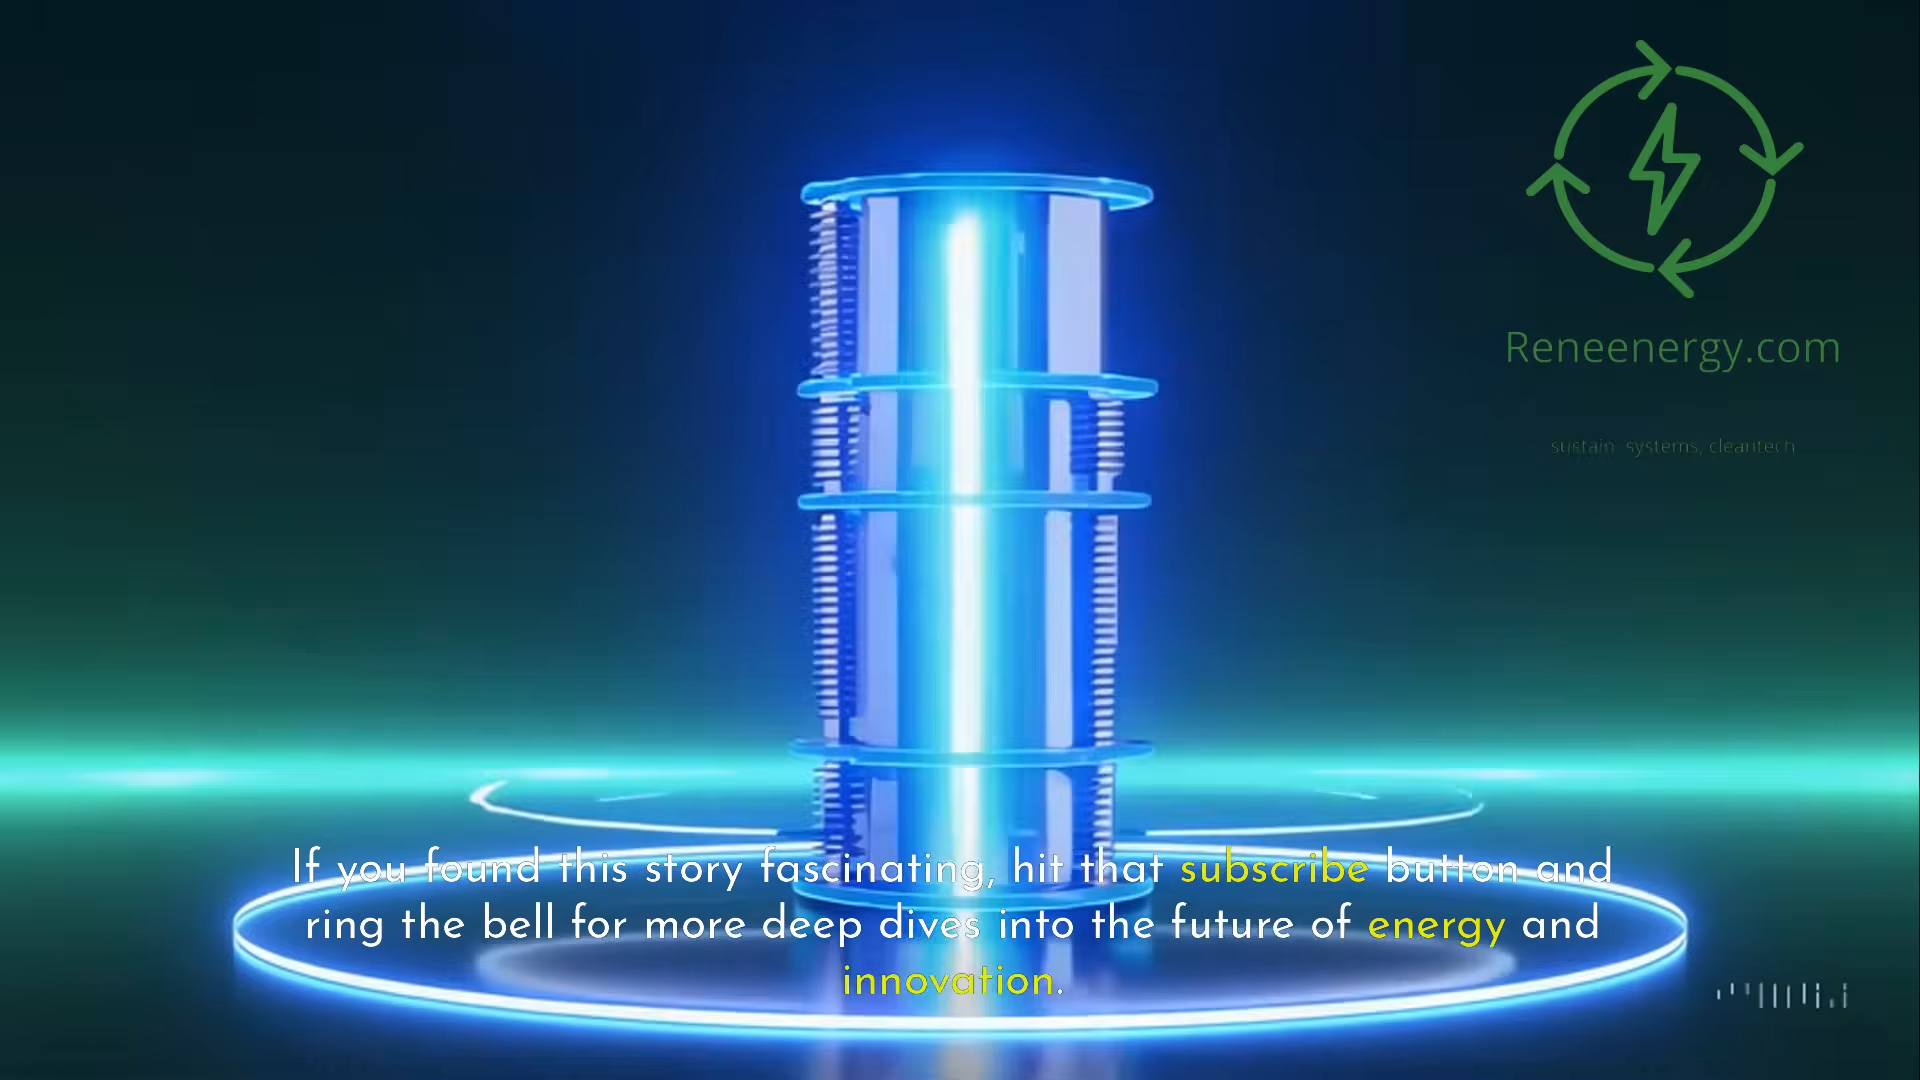 Reneenergy.com
sustain systems, cleantech
If you found this story fascinating, hit that subscribe button and
ring the bell for more deep dives into the future of energy and
innovation.